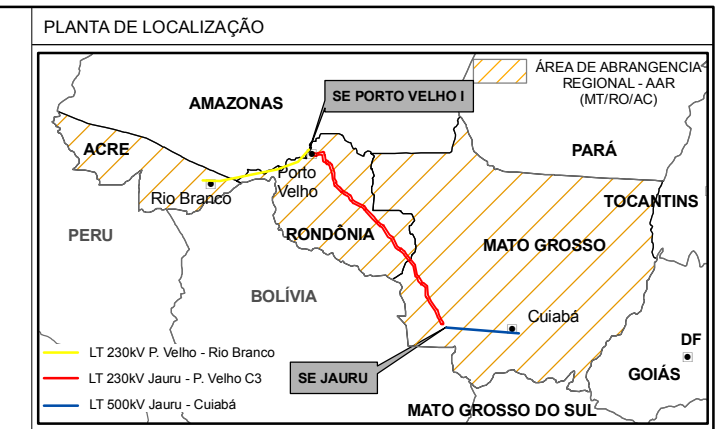 PLANTA DE LOCALIZAÇÃO
ÁREA DE ABRANGENCIA
REGIONAL - AAR
(MT/RO/AC)
SE PORTO VELHO I
AMAZONAS
ACRE
PARÁ
Porto
Velho
Rio Branco
TOCANTINS
PERU
RONDÔNIA
MATO GROSSO
BOLÍVIA
Cuiabá
DF
LT 230kV P. Velho - Rio Branco
LT 230kV Jauru - P. Velho C3
LT 500kV Jauru - Cuiabá
SE JAURU
GOIÁS
MATO GROSSO DO SUL